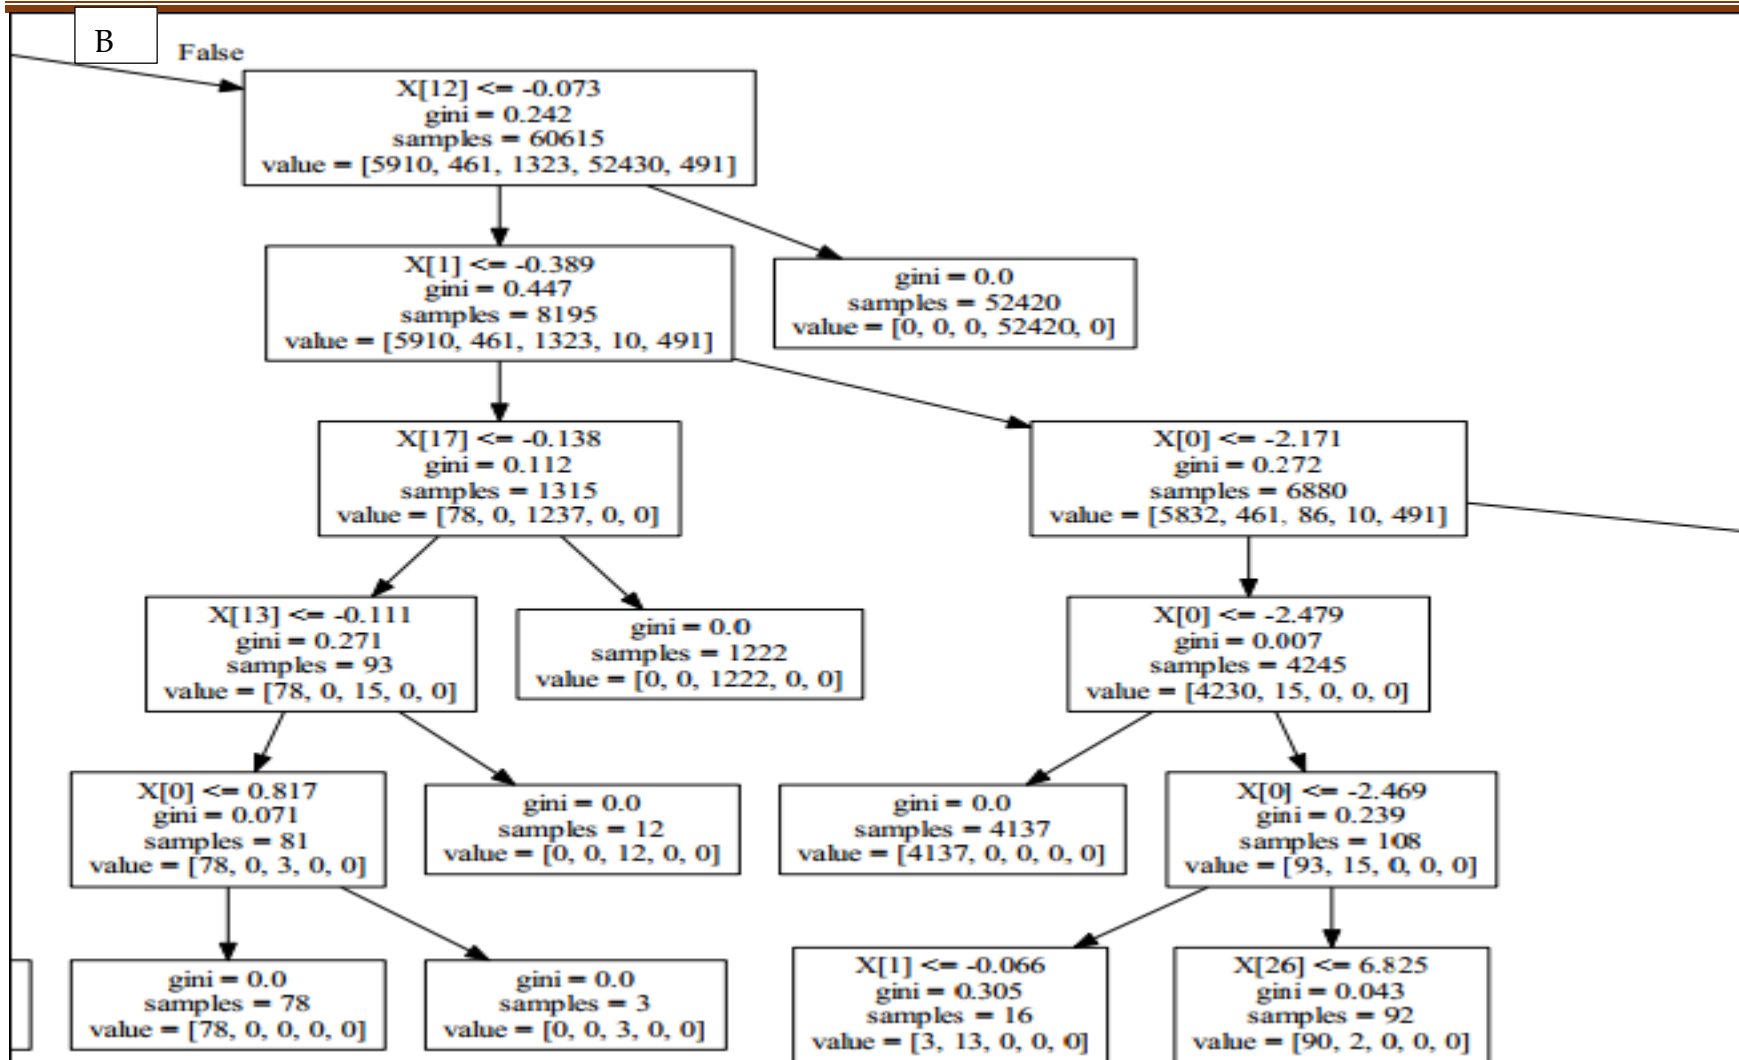 B
False
X[12] <= -0.073
gini = 0.242
samples = 60615
value = [5910, 461, 1323, 52430, 491]
X[1] <= -0.389
gini = 0.447
samples = 8195
value = [5910, 461, 1323, 10, 491]
gini = 0.0
samples = 52420
value = [0, 0, 0, 52420, 0]
X[17] <= -0.138
gini = 0.112
samples = 1315
value = [78, 0, 1237, 0, 0]
X[0] <= -2.171
gini = 0.272
samples = 6880
value = [5832, 461, 86, 10, 491]
X[13] <= -0.111
gini = 0.271
samples = 93
value = [78, 0, 15, 0, 0]
gini = 0.0
samples = 1222
value = [0, 0, 1222, 0, 0]
X[0] <= -2.479
gini = 0.007
samples = 4245
value = [4230, 15, 0, 0, 0]
X[0] <= 0.817
gini = 0.071
samples = 81
value = [78, 0, 3, 0, 0]
gini = 0.0
samples = 12
value = [0, 0, 12, 0, 0]
gini = 0.0
samples = 4137
value = [4137, 0, 0, 0, 0]
X[0] <= -2.469
gini = 0.239
samples = 108
value = [93, 15, 0, 0, 0]
gini = 0.0
samples = 78
value = [78, 0, 0, 0, 0]
gini = 0.0
samples = 3
value = [0, 0, 3, 0, 0]
X[1] <= -0.066
gini = 0.305
samples = 16
value = [3, 13, 0, 0, 0]
X[26] <= 6.825
gini = 0.043
samples = 92
value = [90, 2, 0, 0, 0]